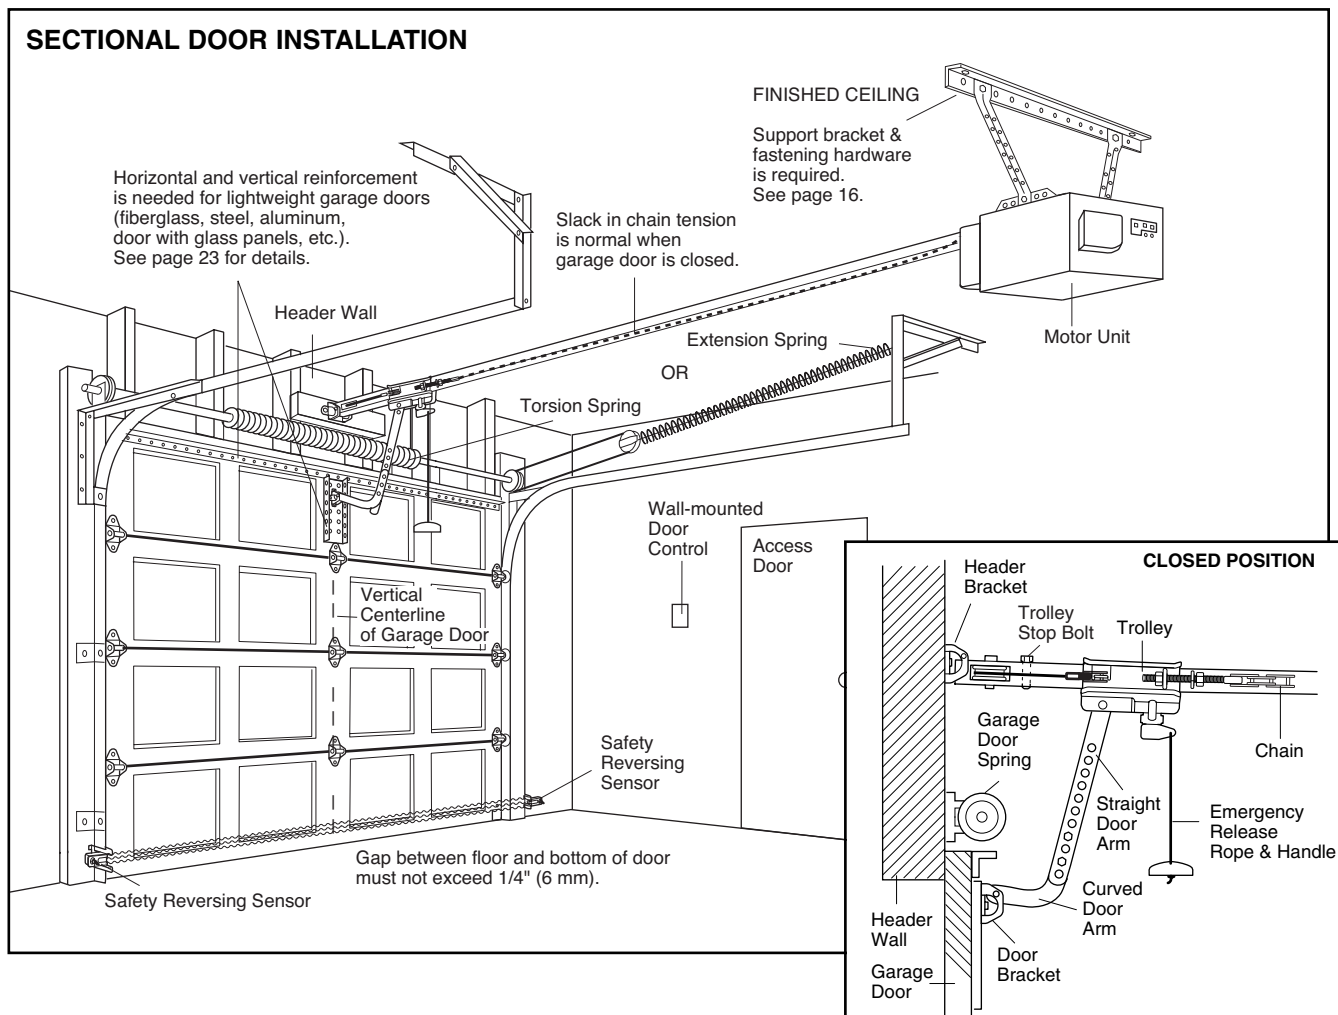 SECTIONAL DOOR INSTALLATION
FINISHED CEILING
Support bracket &
fastening hardware
is required.
See page 16.
Horizontal and vertical reinforcement
is needed for lightweight garage doors
(fiberglass, steel, aluminum,
door with glass panels, etc.).
See page 23 for details.
Slack in chain tension
is normal when
garage door is closed.
Header Wall
Motor Unit
Extension Spring
OR
Torsion Spring
Wall-mounted
Door
Control
Access
Door
Vertical
Centerline
of Garage Door
Safety
Reversing
Sensor
Gap between floor and bottom of door
must not exceed 1/4" (6 mm).
Safety Reversing Sensor
CLOSED POSITION
Header
Bracket
Trolley
Stop Bolt
Trolley
Garage
Door
Spring
Chain
Straight
Door
Arm
Emergency
Release
Rope & Handle
Curved
Door
Arm
Header
Wall
Door
Bracket
Garage
Door